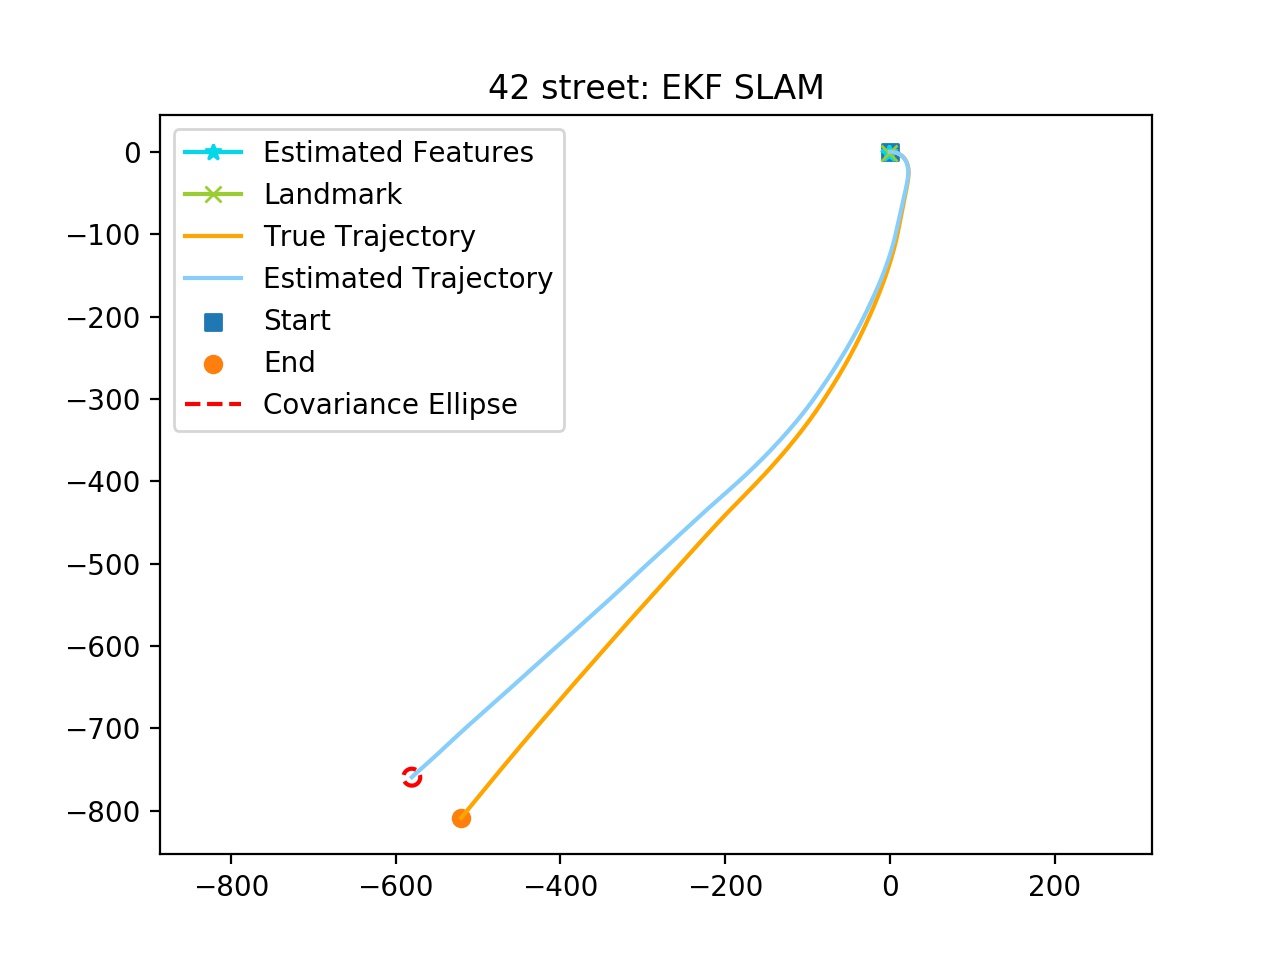 42 street: EKF SLAM
Estimated Features
Landmark
True Trajectory
Estimated Trajectory
Start
End
Covariance Ellipse
0
−100
−200
−300
−400
−500
−600
−700
−800
−800 −600 −400 −200 0 200